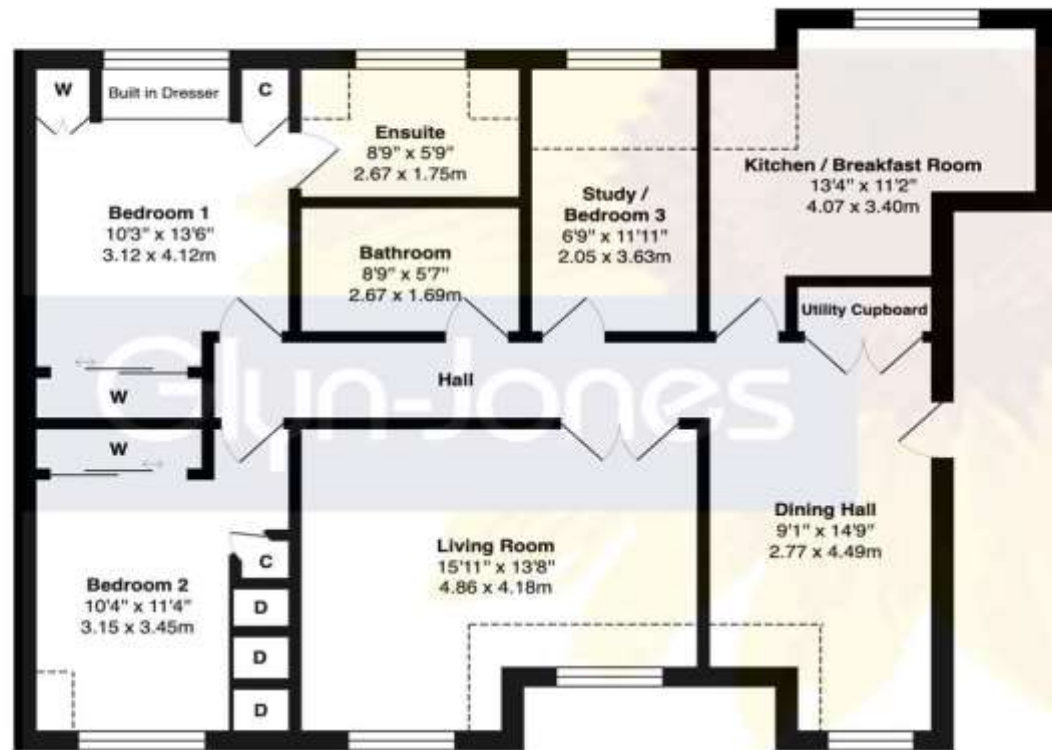 W
Built in Dresser
C
Ensuite
8'9" x 5'9"
2.67 x 1.75m
Kitchen / Breakfast Room
13'4" x 11'2"
4.07 x 3.40m
Study /
Bedroom 3
6'9" x 11'11"
2.05 x 3.63m
Bedroom 1
10'3" x 13'6"
3.12 x 4.12m
Bathroom
8'9" x 5'7"
2.67 x 1.69m
Utility Cupboard
Hall
Glyn-Jones
W
W
Dining Hall
9'1" x 14'9"
2.77 x 4.49m
Living Room
15'11" x 13'8"
4.86 x 4.18m
C
Bedroom 2
10'4" x 11'4"
3.15 x 3.45m
D
D
D